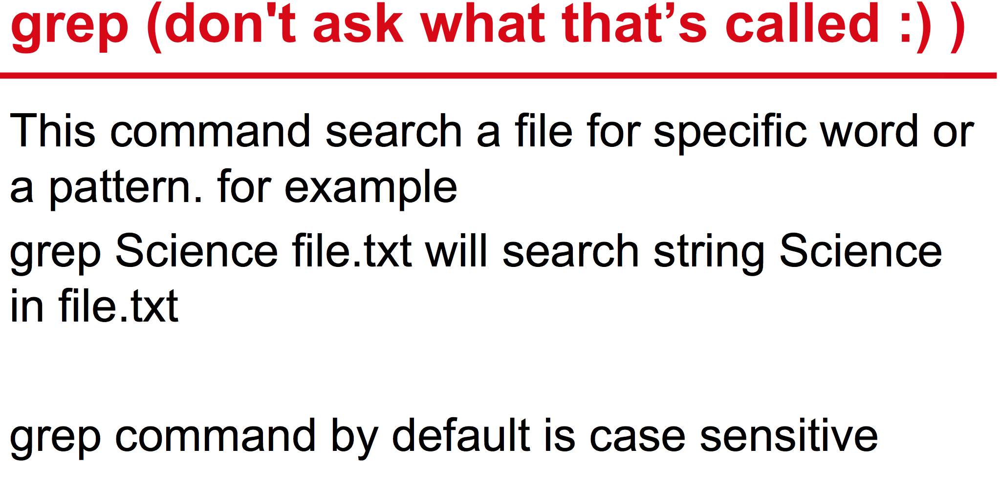 grep (don't ask what that’s called :) )
This command search a file for specific word or
a pattern. for example
grep Science file.txt will search string Science
in file.txt
grep command by default is case sensitive